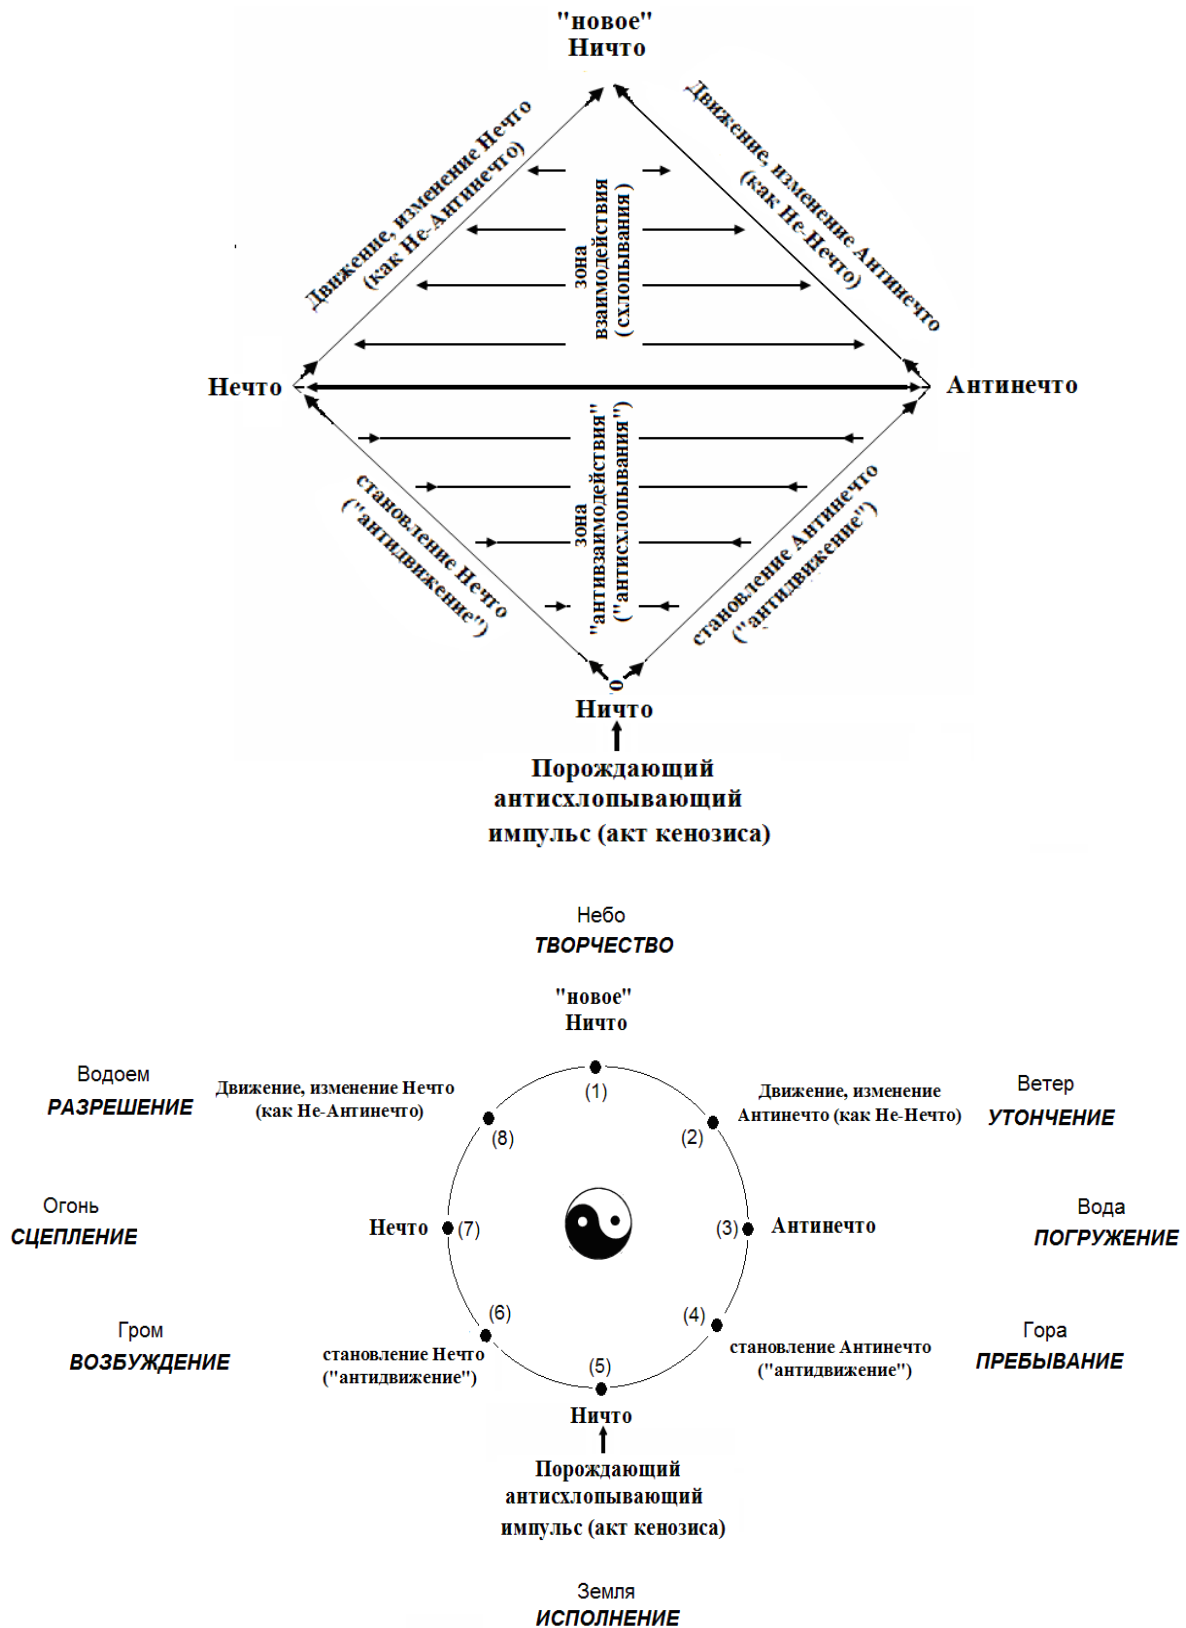 "новое"
Ничто
Движение, изменение Нечто
(как Не-Антинечто)
Движение, изменение Антинечто
(как Не-Нечто)
зона
взаимодействия
(схлопывания)
Нечто
Антинечто
зона
"антивзаимодействия"
("антисхлопывания")
становление Нечто
("антидвижение")
становление Антинечто
("антидвижение")
о
Ничто
Порождающий
антисхлопывающий
импульс (акт кенозиса)
Небо
ТВОРЧЕСТВО
"новое"
Ничто
Водоем
РАЗРЕШЕНИЕ
Движение, изменение Нечто
(как Не-Антинечто)
(1)
Движение, изменение
Антинечто (как Не-Нечто)
Ветер
УТОНЧЕНИЕ
(8)
(2)
Огонь
СЦЕПЛЕНИЕ
Нечто
(7)
(3)
Антинечто
Вода
ПОГРУЖЕНИЕ
Гром
ВОЗБУЖДЕНИЕ
(6)
(4)
становление Нечто
("антидвижение")
(5)
становление Антинечто
("антидвижение")
Гора
ПРЕБЫВАНИЕ
Ничто
Порождающий
антисхлопывающий
импульс (акт кенозиса)
Земля
ИСПОЛНЕНИЕ